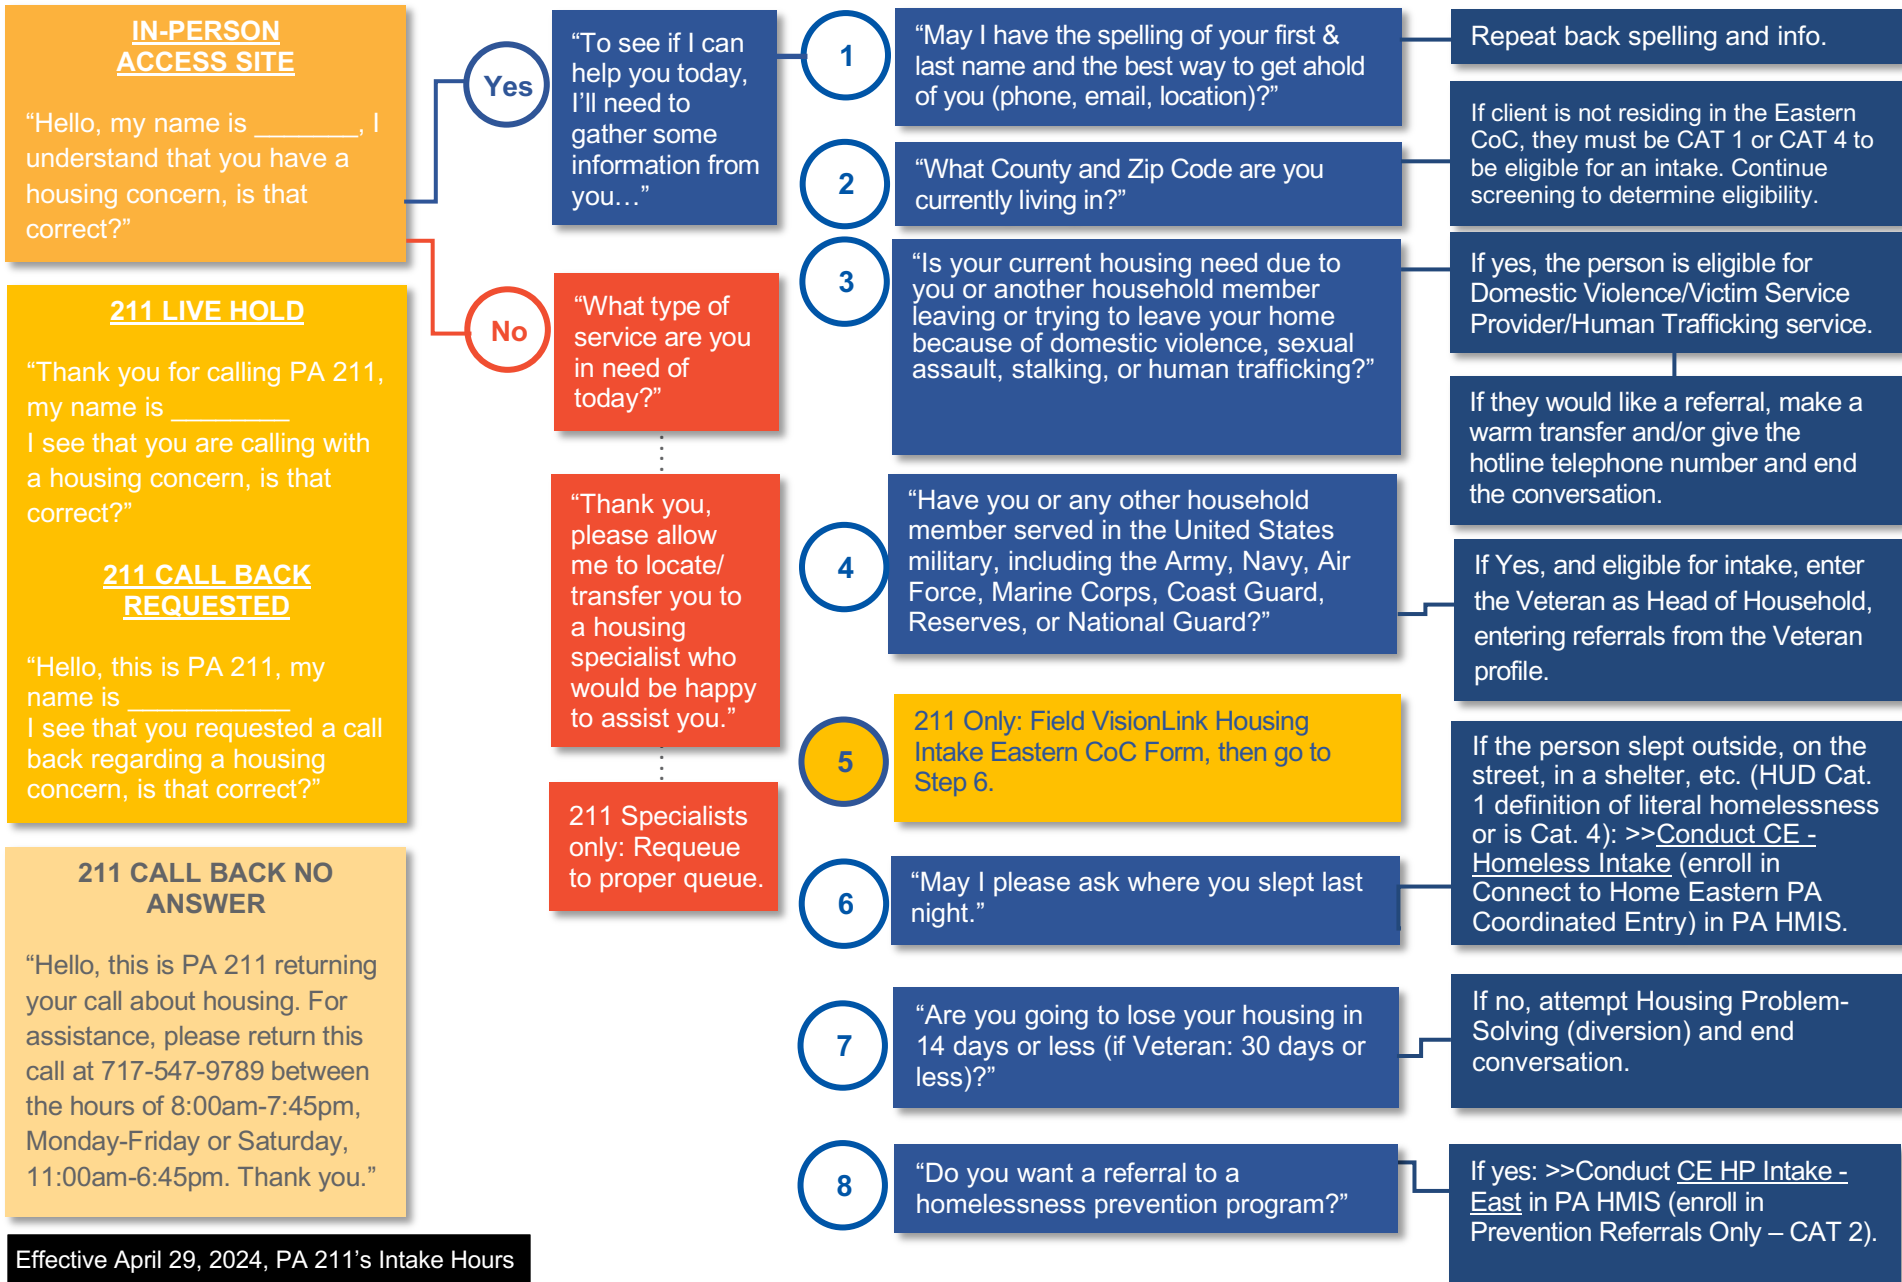 IN-PERSON
ACCESS SITE
“Hello, my name is _______, I
understand that you have a
housing concern, is that
correct?”
211 LIVE HOLD
“Thank you for calling PA 211,
my name is ________
I see that you are calling with
a housing concern, is that
correct?”
211 CALL BACK
REQUESTED
“Hello, this is PA 211, my
name is ___________
I see that you requested a call
back regarding a housing
concern, is that correct?”
211 CALL BACK NO
ANSWER
“Hello, this is PA 211 returning
your call about housing. For
assistance, please return this
call at 717-547-9789 between
the hours of 8:00am-7:45pm,
Monday-Friday or Saturday,
11:00am-6:45pm. Thank you.”
Effective April 29, 2024, PA 211’s Intake Hours
Yes
“To see if I can
help you today,
I’ll need to
gather some
information from
you…”
No
“What type of
service are you
in need of
today?”
“Thank you,
please allow
me to locate/
transfer you to
a housing
specialist who
would be happy
to assist you.”
211 Specialists
only: Requeue
to proper queue.
1
“May I have the spelling of your first &
last name and the best way to get ahold
of you (phone, email, location)?”
Repeat back spelling and info.
2
“What County and Zip Code are you
currently living in?”
If client is not residing in the Eastern
CoC, they must be CAT 1 or CAT 4 to
be eligible for an intake. Continue
screening to determine eligibility.
3
“Is your current housing need due to
you or another household member
leaving or trying to leave your home
because of domestic violence, sexual
assault, stalking, or human trafficking?”
If yes, the person is eligible for
Domestic Violence/Victim Service
Provider/Human Trafficking service.
If they would like a referral, make a
warm transfer and/or give the
hotline telephone number and end
the conversation.
4
“Have you or any other household
member served in the United States
military, including the Army, Navy, Air
Force, Marine Corps, Coast Guard,
Reserves, or National Guard?”
If Yes, and eligible for intake, enter
the Veteran as Head of Household,
entering referrals from the Veteran
profile.
5
211 Only: Field VisionLink Housing
Intake Eastern CoC Form, then go to
Step 6.
6
“May I please ask where you slept last
night.”
If the person slept outside, on the
street, in a shelter, etc. (HUD Cat.
1 definition of literal homelessness
or is Cat. 4): >>Conduct CE -
Homeless Intake (enroll in
Connect to Home Eastern PA
Coordinated Entry) in PA HMIS.
7
“Are you going to lose your housing in
14 days or less (if Veteran: 30 days or
less)?”
If no, attempt Housing Problem-
Solving (diversion) and end
conversation.
8
“Do you want a referral to a
homelessness prevention program?”
If yes: >>Conduct CE HP Intake -
East in PA HMIS (enroll in
Prevention Referrals Only – CAT 2).